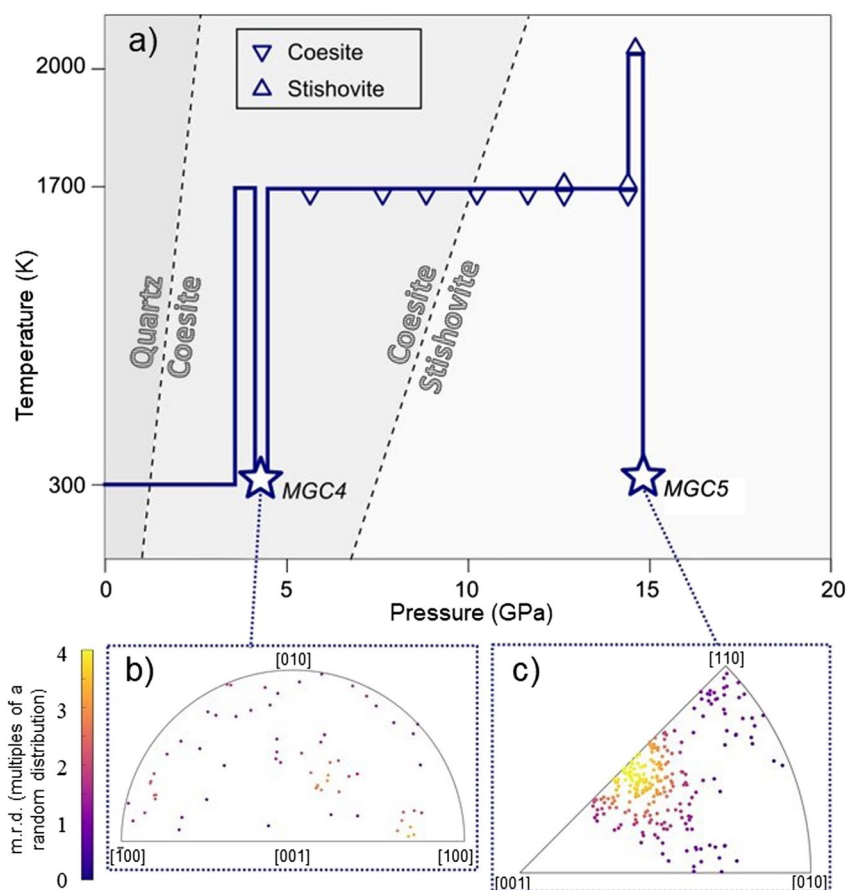 a)
Coesite
Stishovite
2000
1700
300
Temperature (K)
Quartz
Coesite
Coesite
Stishovite
MGC4
MGC5
0
5
10
15
20
Pressure (GPa)
4
3
2
1
0
m.r.d. (multiples of a
random distribution)
b)
[010]
[1̅00]
[001]
[100]
c)
[110]
[001]
[010]